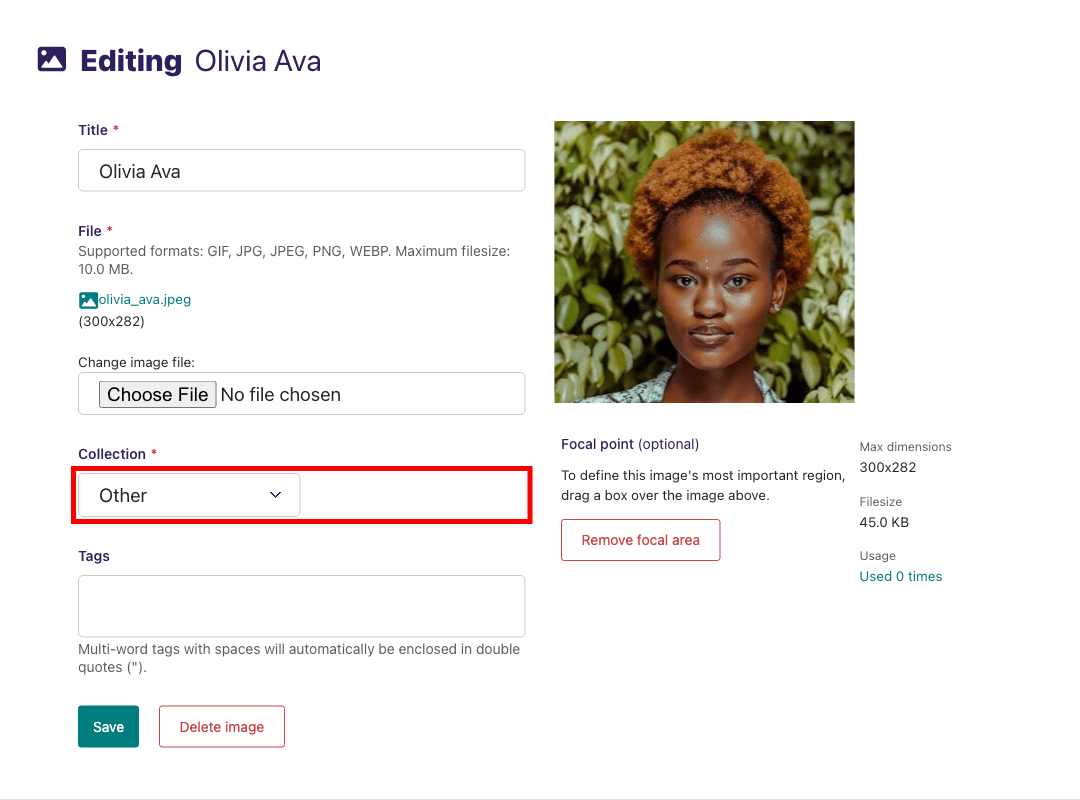 Editing Olivia Ava
Title *
Olivia Ava
File *
Supported formats: GIF, JPG, JPEG, PNG, WEBP. Maximum filesize:
10.0 MB.
olivia_ava.jpeg
(300x282)
Change image file:
Choose File No file chosen
Collection *
Other
Tags
Multi-word tags with spaces will automatically be enclosed in double
quotes (").
Save
Delete image
Focal point (optional)
To define this image's most important region,
drag a box over the image above.
Remove focal area
Max dimensions
300x282
Filesize
45.0 KB
Usage
Used 0 times